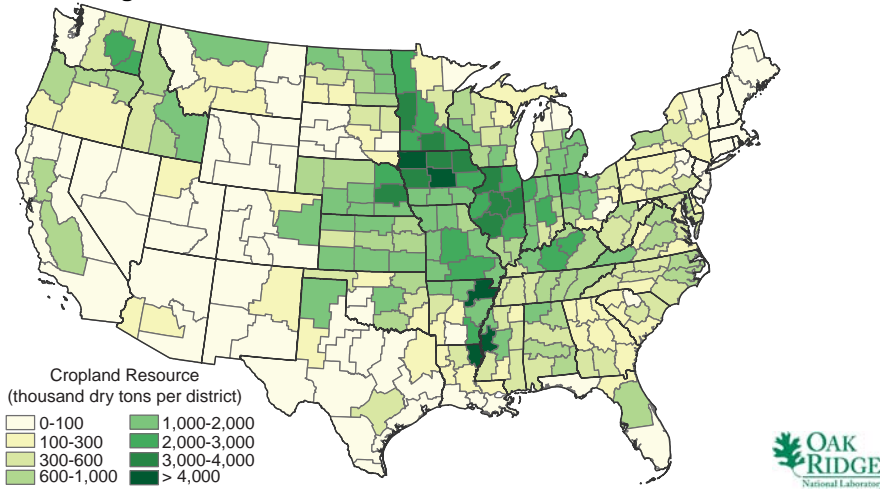 Cropland Resource
(thousand dry tons per district)
0-100
100-300
300-600
600-1,000
1,000-2,000
2,000-3,000
3,000-4,000
> 4,000
OAK
RIDGE
National Laborator